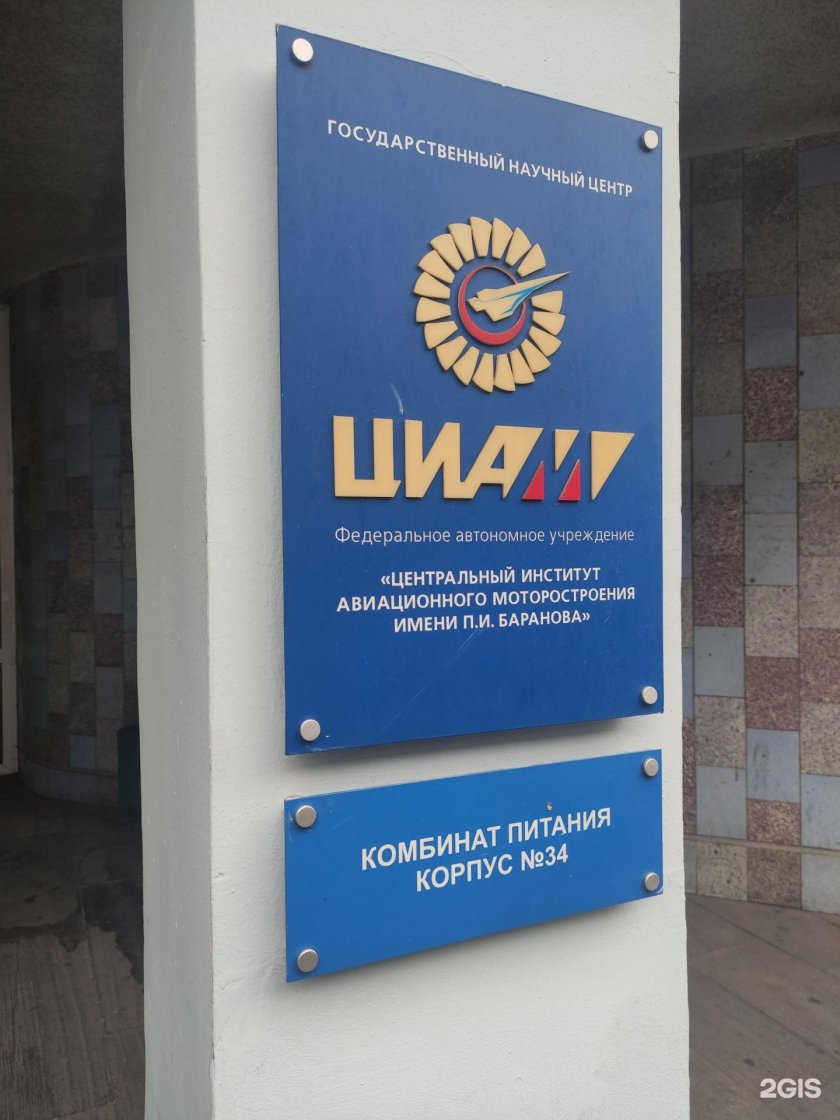 ГОСУДАРСТВЕННЫЙ НАУЧНЫЙ ЦЕНТР
ЦИАМ
Федеральное автономное учреждение
«ЦЕНТРАЛЬНЫЙ ИНСТИТУТ
АВИАЦИОННОГО МОТОРОСТРОЕНИЯ
ИМЕНИ П.И. БАРАНОВА»
КОМБИНАТ ПИТАНИЯ
КОРПУС №34
2GIS